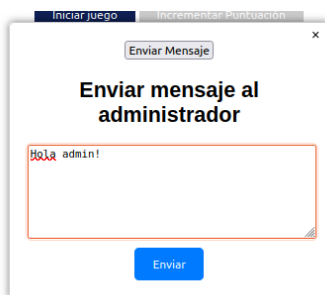 Iniciar juego Incrementar Puntuación
×
Enviar Mensaje
Enviar mensaje al
administrador
Hola admin!
Enviar